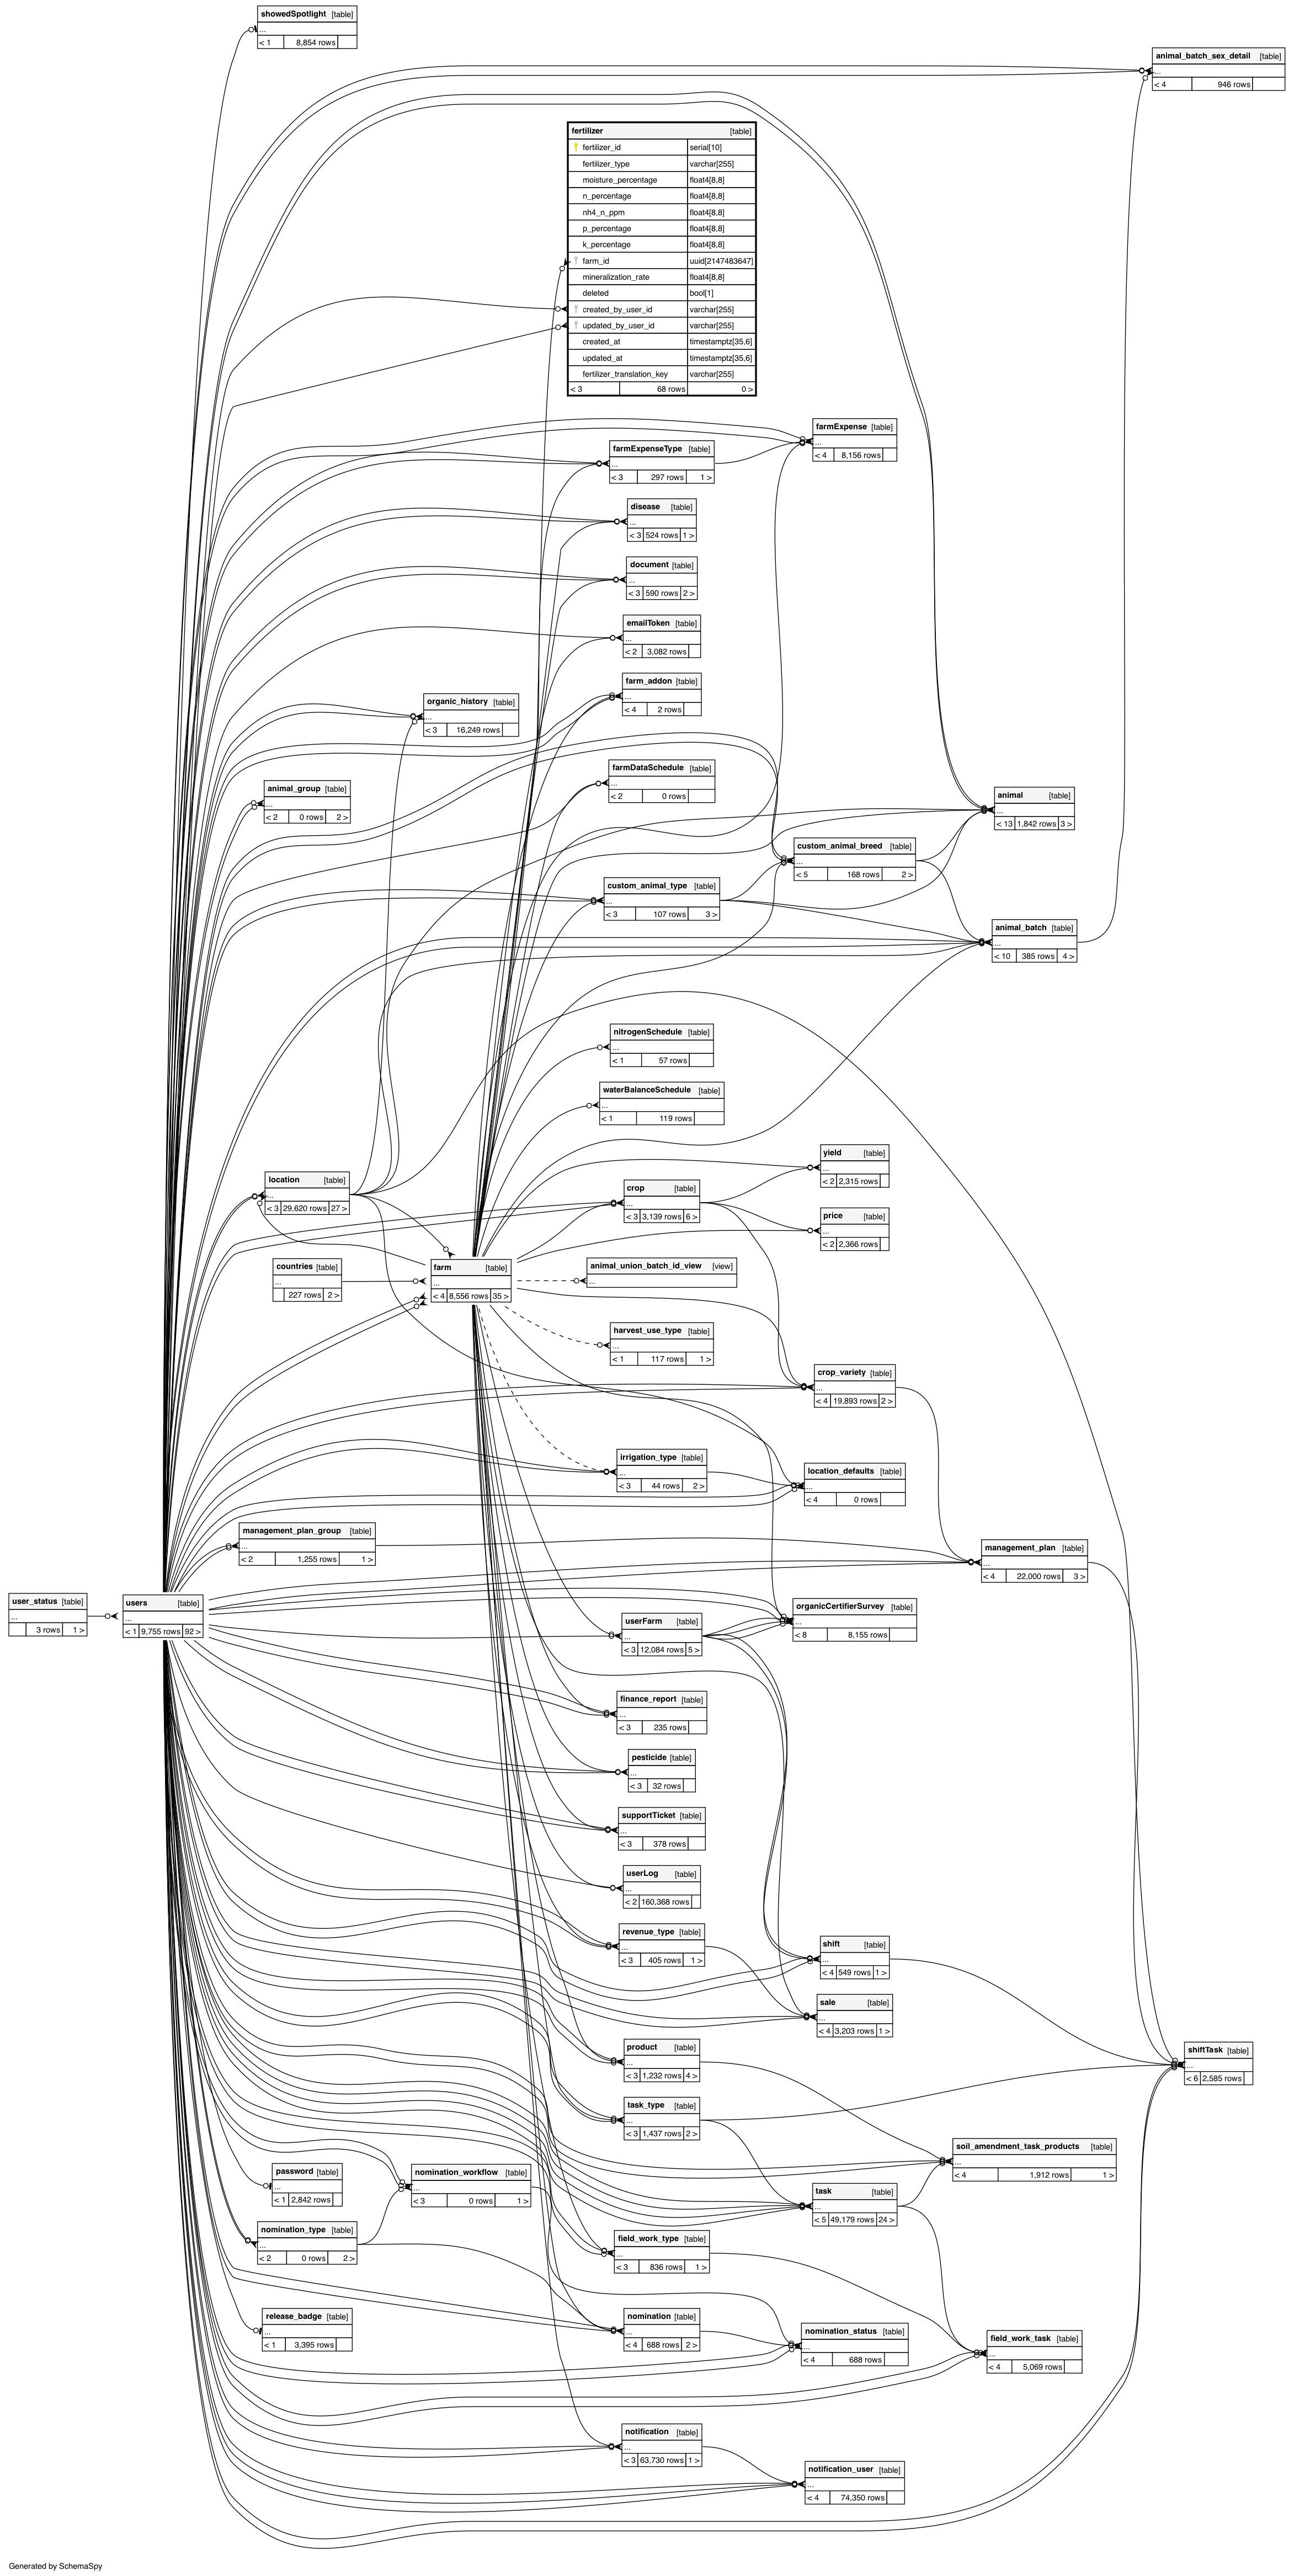 showedSpotlight [table]
...
< 1 8,854 rows
animal_batch_sex_detail [table]
...
< 4 946 rows
fertilizer [table]
fertilizer_id serial[10]
fertilizer_type varchar[255]
moisture_percentage float4[8,8]
n_percentage float4[8,8]
nh4_n_ppm float4[8,8]
p_percentage float4[8,8]
k_percentage float4[8,8]
farm_id uuid[2147483647]
mineralization_rate float4[8,8]
deleted bool[1]
created_by_user_id varchar[255]
updated_by_user_id varchar[255]
created_at timestamptz[35,6]
updated_at timestamptz[35,6]
fertilizer_translation_key varchar[255]
< 3 68 rows 0 >
farmExpense [table]
...
< 4 8,156 rows
farmExpenseType [table]
...
< 3 297 rows 1 >
disease [table]
...
< 3 524 rows 1 >
document [table]
...
< 3 590 rows 2 >
emailToken [table]
...
< 2 3,082 rows
farm_addon [table]
...
< 4 2 rows
organic_history [table]
...
< 3 16,249 rows
farmDataSchedule [table]
...
< 2 0 rows
animal_group [table]
...
< 2 0 rows 2 >
animal [table]
...
< 13 1,842 rows 3 >
custom_animal_breed [table]
...
< 5 168 rows 2 >
custom_animal_type [table]
...
< 3 107 rows 3 >
animal_batch [table]
...
< 10 385 rows 4 >
nitrogenSchedule [table]
...
< 1 57 rows
waterBalanceSchedule [table]
...
< 1 119 rows
yield [table]
...
< 2 2,315 rows
location [table]
...
< 3 29,620 rows 27 >
crop [table]
...
< 3 3,139 rows 6 >
price [table]
...
< 2 2,366 rows
countries [table]
...
227 rows 2 >
farm [table]
...
< 4 8,556 rows 35 >
animal_union_batch_id_view [view]
...
harvest_use_type [table]
...
< 1 117 rows 1 >
crop_variety [table]
...
< 4 19,893 rows 2 >
irrigation_type [table]
...
< 3 44 rows 2 >
location_defaults [table]
...
< 4 0 rows
management_plan_group [table]
...
< 2 1,255 rows 1 >
management_plan [table]
...
< 4 22,000 rows 3 >
user_status [table]
...
3 rows 1 >
users [table]
...
< 1 9,755 rows 92 >
userFarm [table]
...
< 3 12,084 rows 5 >
organicCertifierSurvey [table]
...
< 8 8,155 rows
finance_report [table]
...
< 3 235 rows
pesticide [table]
...
< 3 32 rows
supportTicket [table]
...
< 3 378 rows
userLog [table]
...
< 2 160,368 rows
revenue_type [table]
...
< 3 405 rows 1 >
shift [table]
...
< 4 549 rows 1 >
sale [table]
...
< 4 3,203 rows 1 >
product [table]
...
< 3 1,232 rows 4 >
shiftTask [table]
...
< 6 2,585 rows
task_type [table]
...
< 3 1,437 rows 2 >
soil_amendment_task_products [table]
...
< 4 1,912 rows 1 >
password [table]
...
< 1 2,842 rows
nomination_workflow [table]
...
< 3 0 rows 1 >
task [table]
...
< 5 49,179 rows 24 >
nomination_type [table]
...
< 2 0 rows 2 >
field_work_type [table]
...
< 3 836 rows 1 >
release_badge [table]
...
< 1 3,395 rows
nomination [table]
...
< 4 688 rows 2 >
nomination_status [table]
...
< 4 688 rows
field_work_task [table]
...
< 4 5,069 rows
notification [table]
...
< 3 63,730 rows 1 >
notification_user [table]
...
< 4 74,350 rows
Generated by SchemaSpy